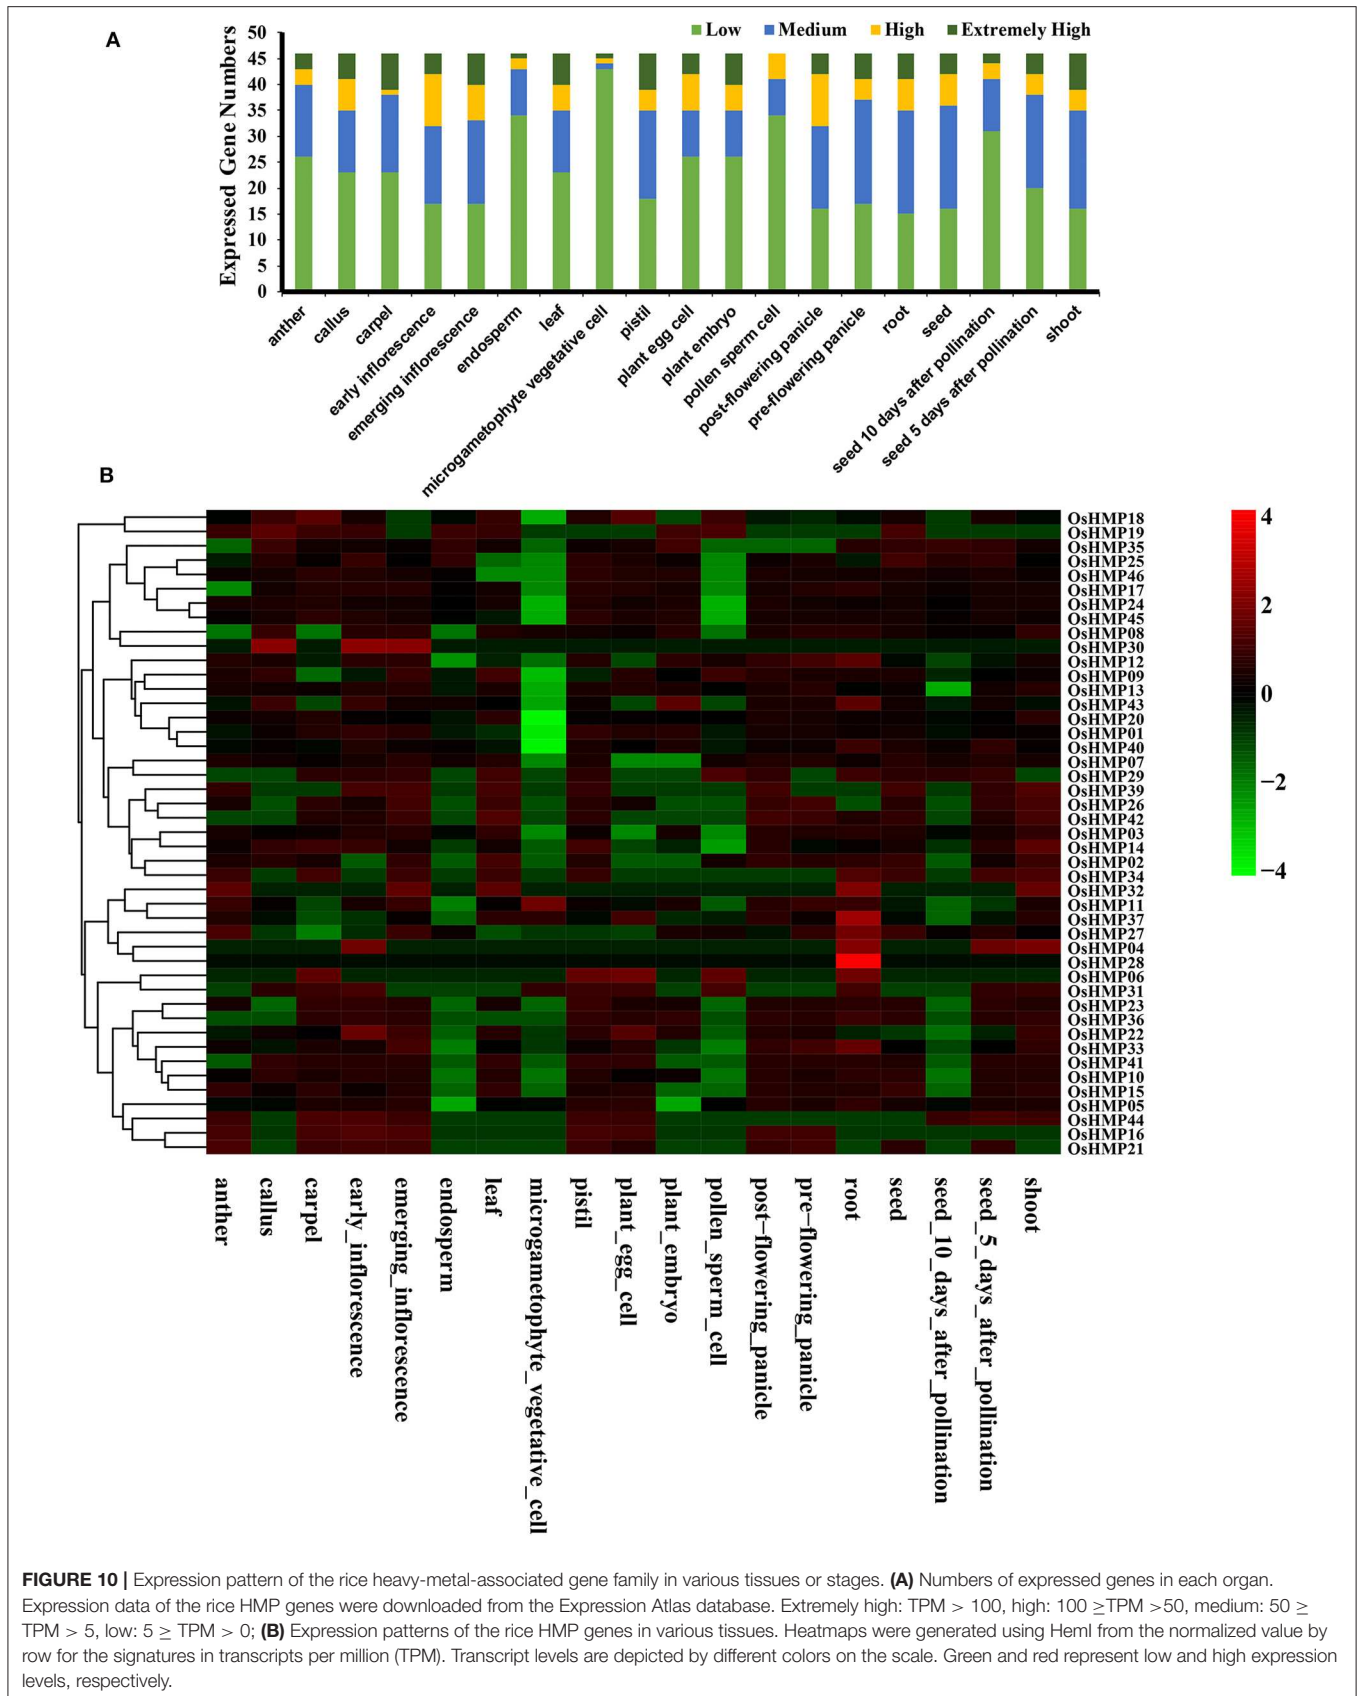 A
Low Medium High Extremely High
Expressed Gene Numbers
50
45
40
35
30
25
20
15
10
5
0
anther
callus
carpel
early inflorescence
emerging inflorescence
endosperm
leaf
microgametophyte vegetative cell
pistil
plant egg cell
plant embryo
pollen sperm cell
post-flowering panicle
pre-flowering panicle
root
seed
seed 10 days after pollination
seed 5 days after pollination
shoot
B
OsHMP18
OsHMP19
OsHMP35
OsHMP25
OsHMP46
OsHMP17
OsHMP24
OsHMP45
OsHMP08
OsHMP30
OsHMP12
OsHMP09
OsHMP13
OsHMP43
OsHMP20
OsHMP01
OsHMP40
OsHMP07
OsHMP29
OsHMP39
OsHMP26
OsHMP42
OsHMP03
OsHMP14
OsHMP02
OsHMP34
OsHMP32
OsHMP11
OsHMP37
OsHMP27
OsHMP04
OsHMP28
OsHMP06
OsHMP31
OsHMP23
OsHMP36
OsHMP22
OsHMP33
OsHMP41
OsHMP10
OsHMP15
OsHMP05
OsHMP44
OsHMP16
OsHMP21
4
2
0
−2
−4
anther
callus
carpel
early_inflorescence
emerging_inflorescence
endosperm
leaf
microgametophyte_vegetative_cell
pistil
plant_egg_cell
plant_embryo
pollen_sperm_cell
post−flowering_panicle
pre−flowering_panicle
root
seed
seed_10_days_after_pollination
seed_5_days_after_pollination
shoot
FIGURE 10 | Expression pattern of the rice heavy-metal-associated gene family in various tissues or stages. (A) Numbers of expressed genes in each organ.
Expression data of the rice HMP genes were downloaded from the Expression Atlas database. Extremely high: TPM > 100, high: 100 ≥TPM >50, medium: 50 ≥
TPM > 5, low: 5 ≥ TPM > 0; (B) Expression patterns of the rice HMP genes in various tissues. Heatmaps were generated using HemI from the normalized value by
row for the signatures in transcripts per million (TPM). Transcript levels are depicted by different colors on the scale. Green and red represent low and high expression
levels, respectively.